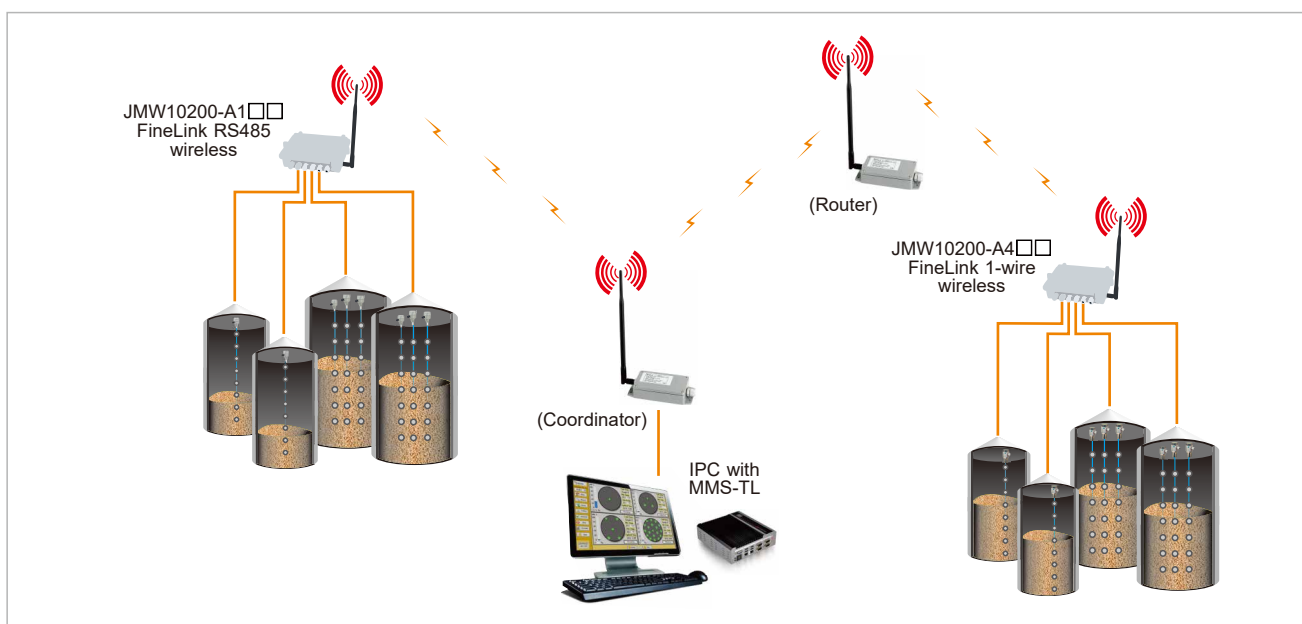 JMW10200-A1□□
FineLink RS485
wireless
(Router)
JMW10200-A4□□
FineLink 1-wire
wireless
(Coordinator)
IPC with
MMS-TL